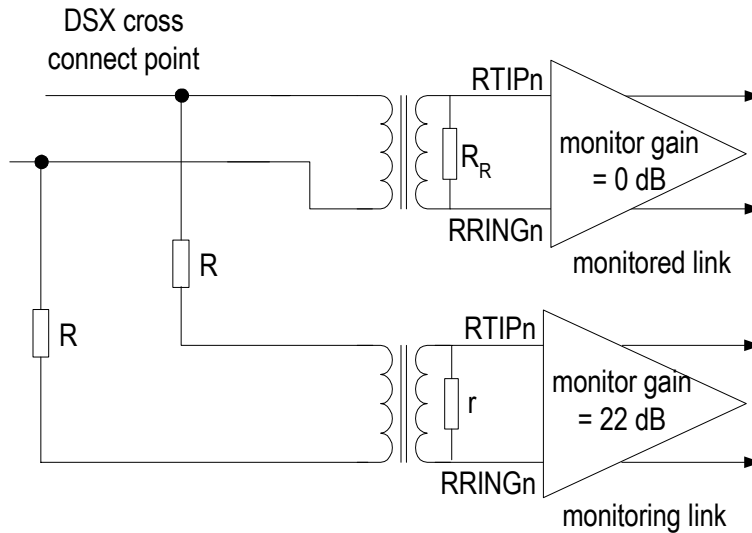 DSX cross
connect point
RTIPn
R_R
monitor gain
= 0 dB
RRINGn
monitored link
R
R
RTIPn
r
monitor gain
= 22 dB
RRINGn
monitoring link